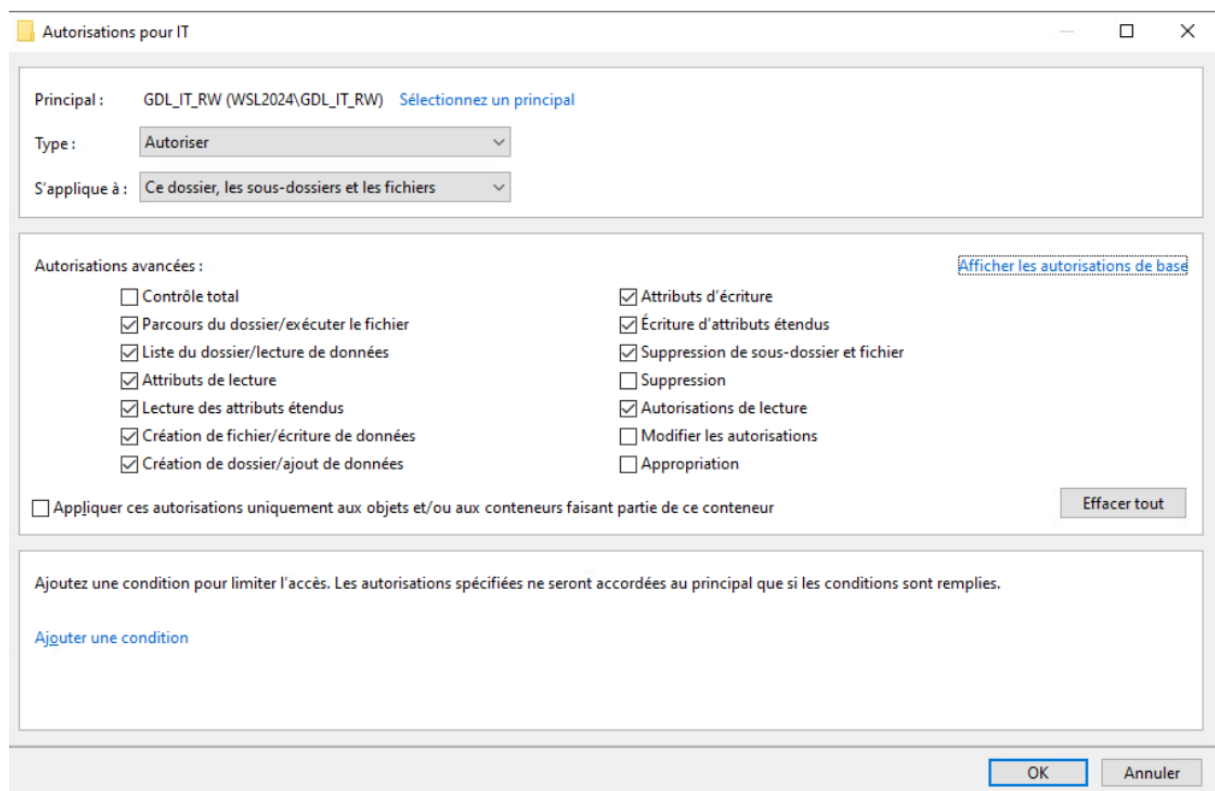 Autorisations pour IT
Principal : GDL_IT_RW (WSL2024\GDL_IT_RW) Sélectionnez un principal
Type : Autoriser
S'applique à : Ce dossier, les sous-dossiers et les fichiers
Autorisations avancées : Afficher les autorisations de base
Contrôle total Attributs d'écriture
Parcours du dossier/exécuter le fichier Écriture d'attributs étendus
Liste du dossier/lecture de données Suppression de sous-dossier et fichier
Attributs de lecture Suppression
Lecture des attributs étendus Autorisations de lecture
Création de fichier/écriture de données Modifier les autorisations
Création de dossier/ajout de données Appropriation
Appliquer ces autorisations uniquement aux objets et/ou aux conteneurs faisant partie de ce conteneur Effacer tout
Ajoutez une condition pour limiter l'accès. Les autorisations spécifiées ne seront accordées au principal que si les conditions sont remplies.
Ajouter une condition
OK Annuler